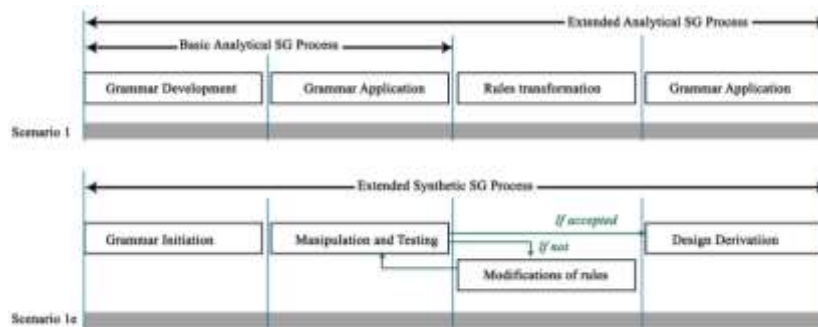 Extended Analytical SG Process
Basic Analytical SG Process
Grammar Development
Grammar Application
Rules transformation
Grammar Application
Scenario 1
Extended Synthetic SG Process
If accepted
Grammar Initiation
Manipulation and Testing
Design Derivatiion
If not
Modifications of rules
Scenario 1a